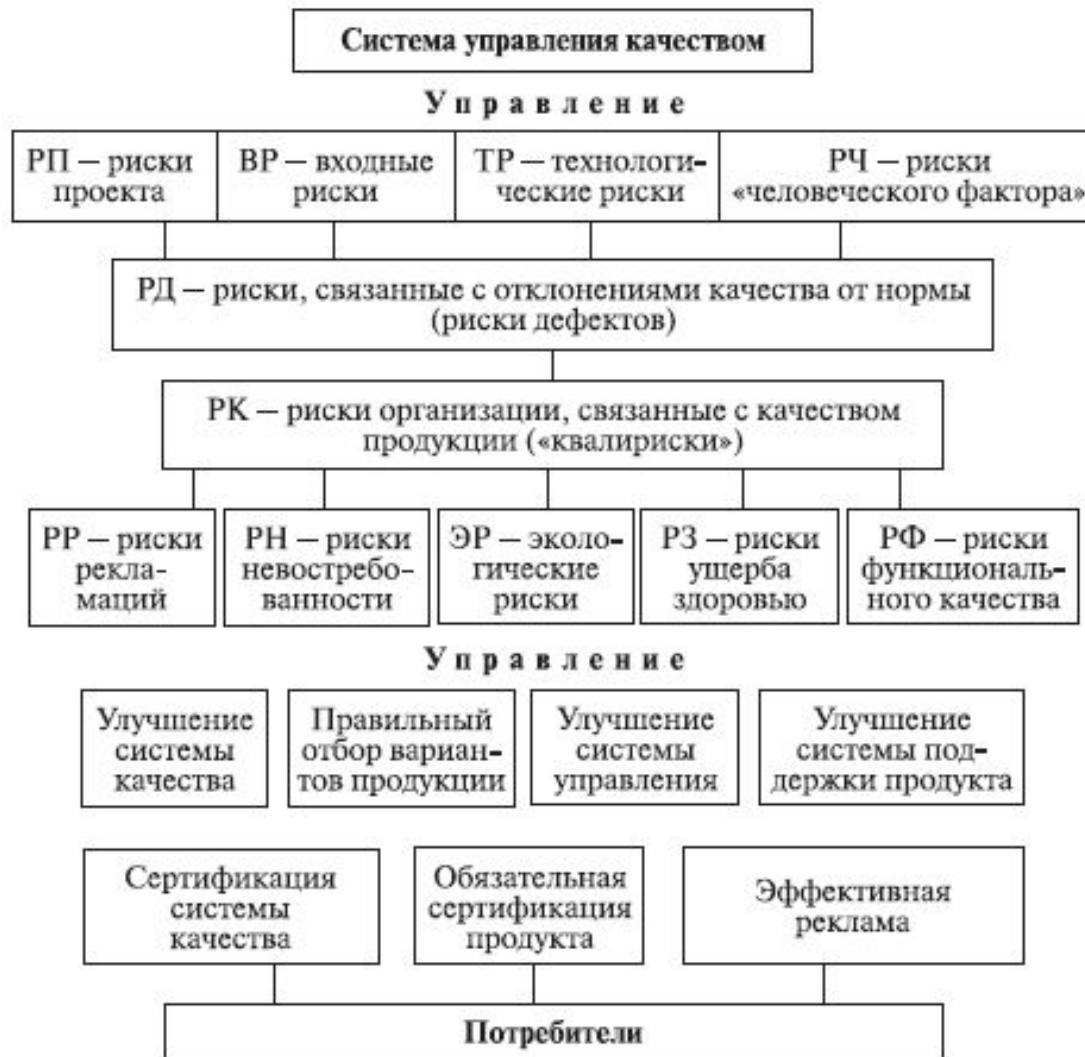 Система управления качеством
Управление
РП – риски
проекта
ВР – входные
риски
ТР – технологи-
ческие риски
РЧ – риски
«человеческого фактора»
РД – риски, связанные с отклонениями качества от нормы
(риски дефектов)
РК – риски организации, связанные с качеством
продукции («квалириски»)
РР – риски
рекла-
маций
РН – риски
невостребо-
ванности
ЭР – эколо-
гические
риски
РЗ – риски
ущерба
здоровью
РФ – риски
функциональ-
ного качества
Управление
Улучшение
системы
качества
Правильный
отбор вариан-
тов продукции
Улучшение
системы
управления
Улучшение
системы под-
держки продукта
Сертификация
системы
качества
Обязательная
сертификация
продукта
Эффективная
реклама
Потребители